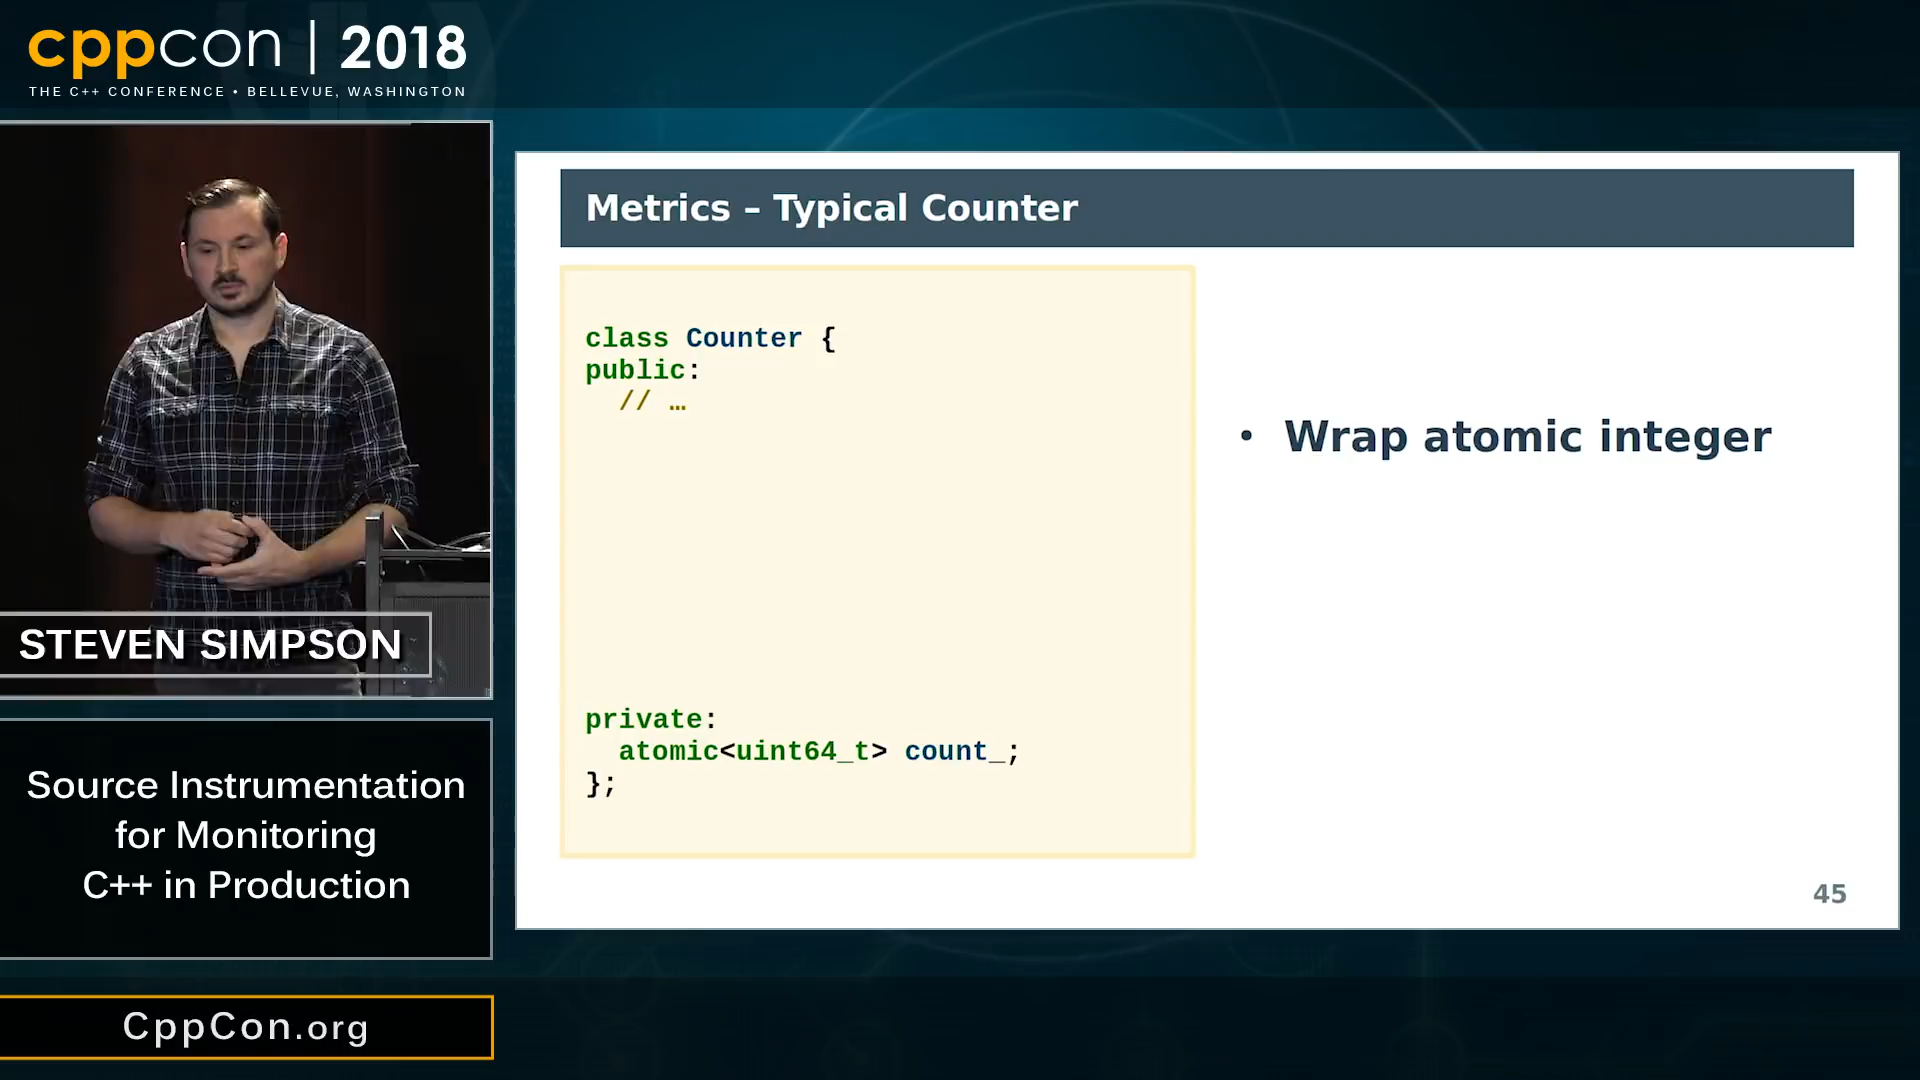 cppcon | 2018
THE C++ CONFERENCE • BELLEVUE, WASHINGTON
STEVEN SIMPSON
Source Instrumentation
for Monitoring
C++ in Production
CppCon.org
Metrics – Typical Counter
class Counter {
public:
  // …
private:
  atomic<uint64_t> count_;
};
• Wrap atomic integer
45